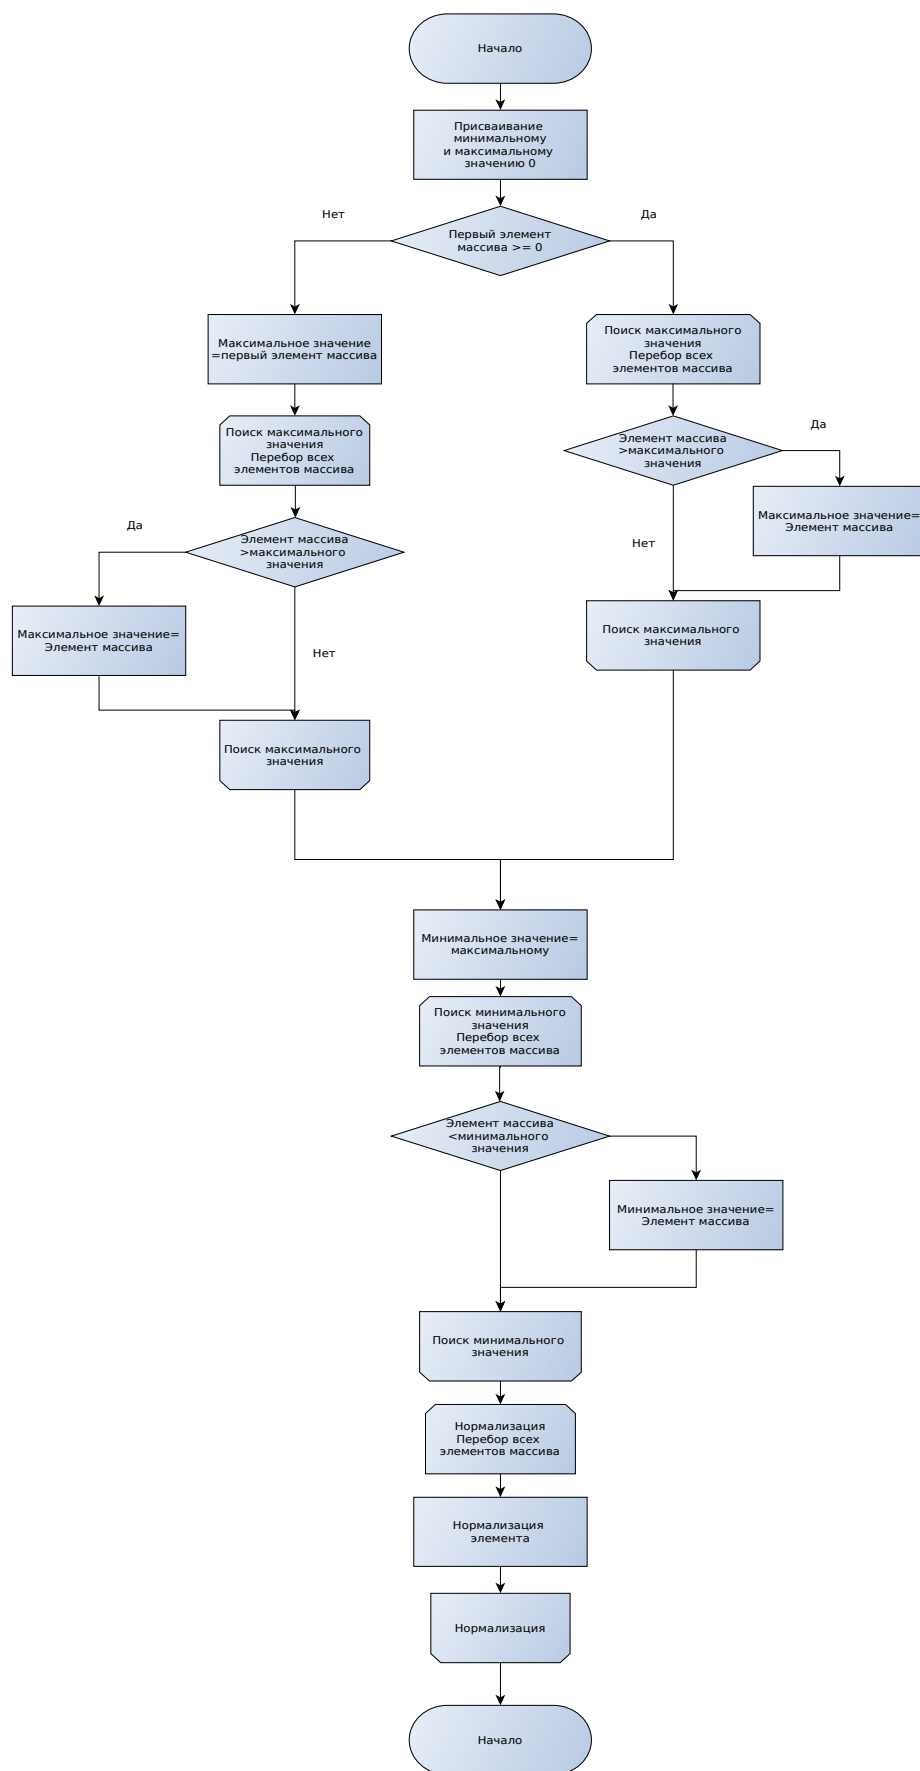 Начало
Присваивание
минимальному
и максимальному
значению 0
Нет
Да
Первый элемент
массива >= 0
Максимальное значение
=первый элемент массива
Поиск максимального
значения
Перебор всех
элементов массива
Поиск максимального
значения
Перебор всех
элементов массива
Элемент массива
>максимального
значения
Да
Максимальное значение=
Элемент массива
Нет
Да
Элемент массива
>максимального
значения
Максимальное значение=
Элемент массива
Нет
Поиск максимального
значения
Поиск максимального
значения
Минимальное значение=
максимальному
Поиск минимального
значения
Перебор всех
элементов массива
Элемент массива
<минимального
значения
Минимальное значение=
Элемент массива
Поиск минимального
значения
Нормализация
Перебор всех
элементов массива
Нормализация
элемента
Нормализация
Начало